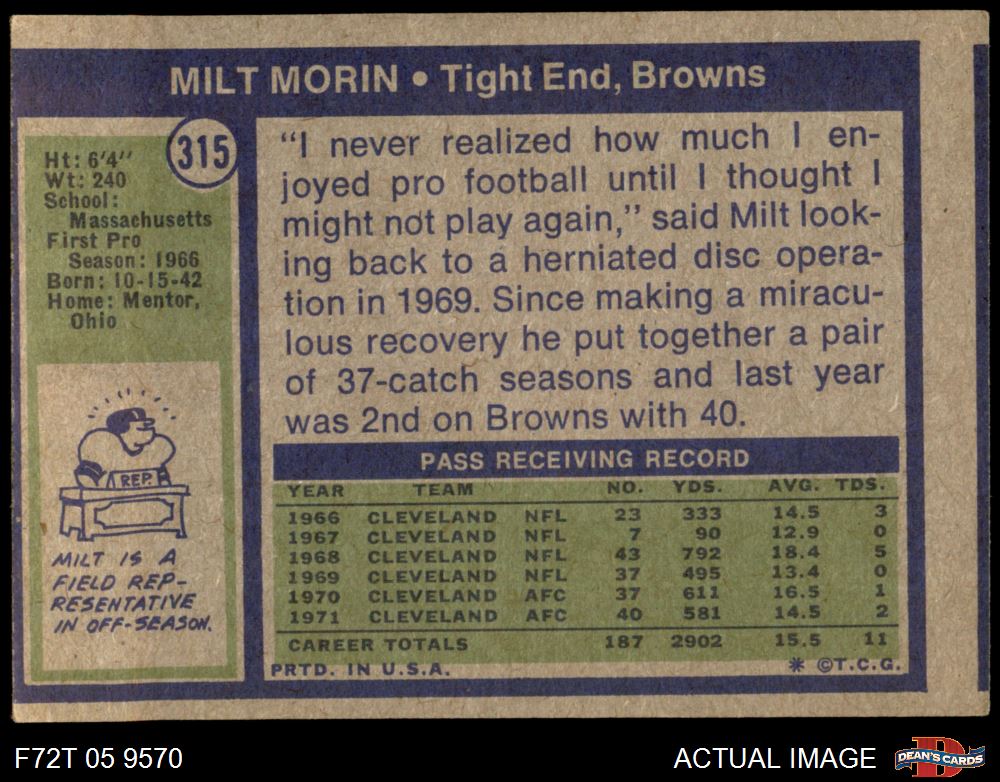 MILT MORIN • Tight End, Browns
315
Ht: 6'4''
Wt: 240
School:
Massachusetts
First Pro
Season: 1966
Born: 10-15-42
Home: Mentor,
Ohio
REP.
MILT IS A
FIELD REP-
RESENTATIVE
IN OFF-SEASON.
“I never realized how much I en-
joyed pro football until I thought I
might not play again,” said Milt look-
ing back to a herniated disc opera-
tion in 1969. Since making a miracu-
lous recovery he put together a pair
of 37-catch seasons and last year
was 2nd on Browns with 40.
PASS RECEIVING RECORD
YEAR TEAM NO. YDS. AVG. TDS.
1966 CLEVELAND NFL 23 333 14.5 3
1967 CLEVELAND NFL 7 90 12.9 0
1968 CLEVELAND NFL 43 792 18.4 5
1969 CLEVELAND NFL 37 495 13.4 0
1970 CLEVELAND AFC 37 611 16.5 1
1971 CLEVELAND AFC 40 581 14.5 2
CAREER TOTALS 187 2902 15.5 11
PRTD. IN U.S.A. * ©T.C.G.
F72T 05 9570
ACTUAL IMAGE
D
DEAN'S CARDS